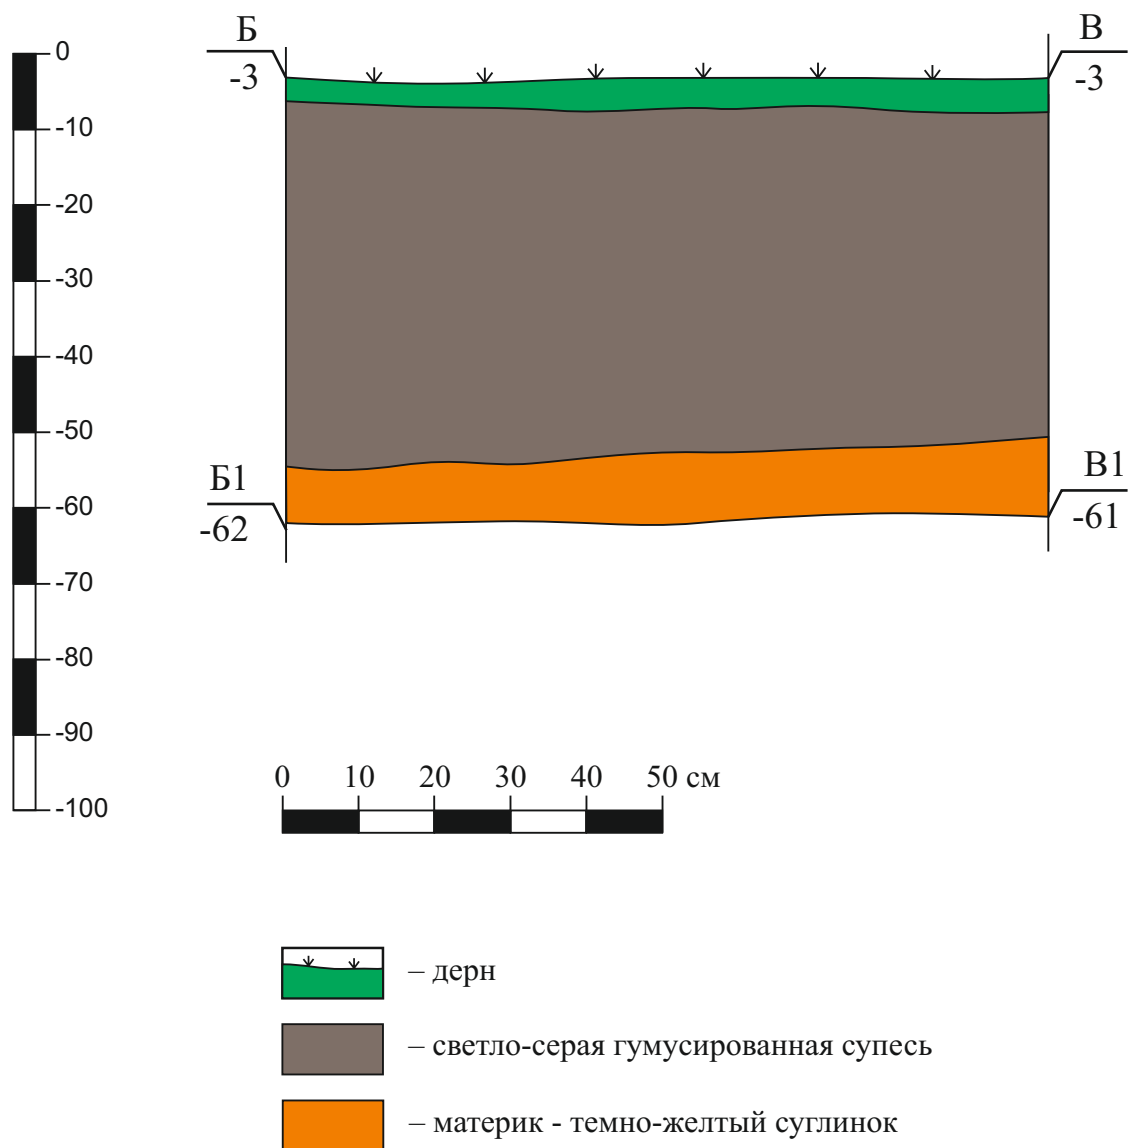 Б
-3
В
-3
0
-10
-20
-30
-40
-50
-60
-70
-80
-90
-100
Б1
-62
В1
-61
0 10 20 30 40 50 см
– дерн
– светло-серая гумусированная супесь
– материк - темно-желтый суглинок